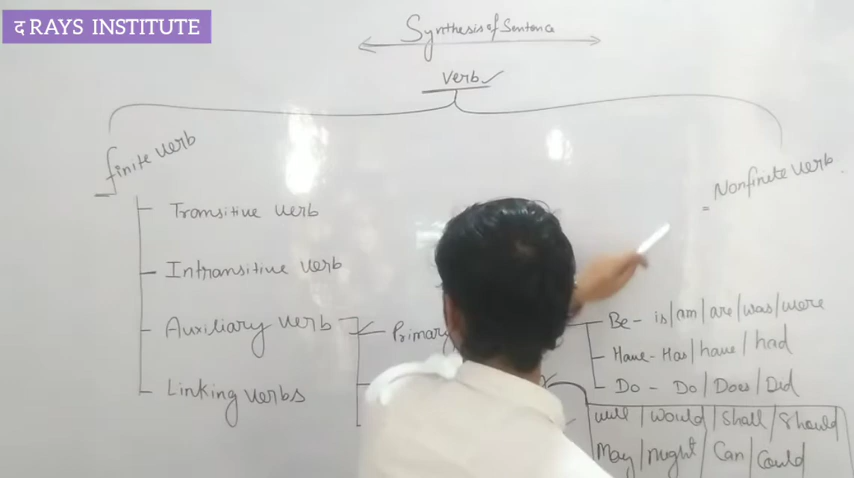 द RAYS INSTITUTE
Synthesis of Sentence
Verb
finite verb
Nonfinite verb
Transitive verb
Intransitive verb
Auxiliary verb
Primary
Be - is/am/are/was/were
Have - Has/have/had
Do - Do/Does/Did
Linking verbs
will/would/shall/should
May/might/Can/Could